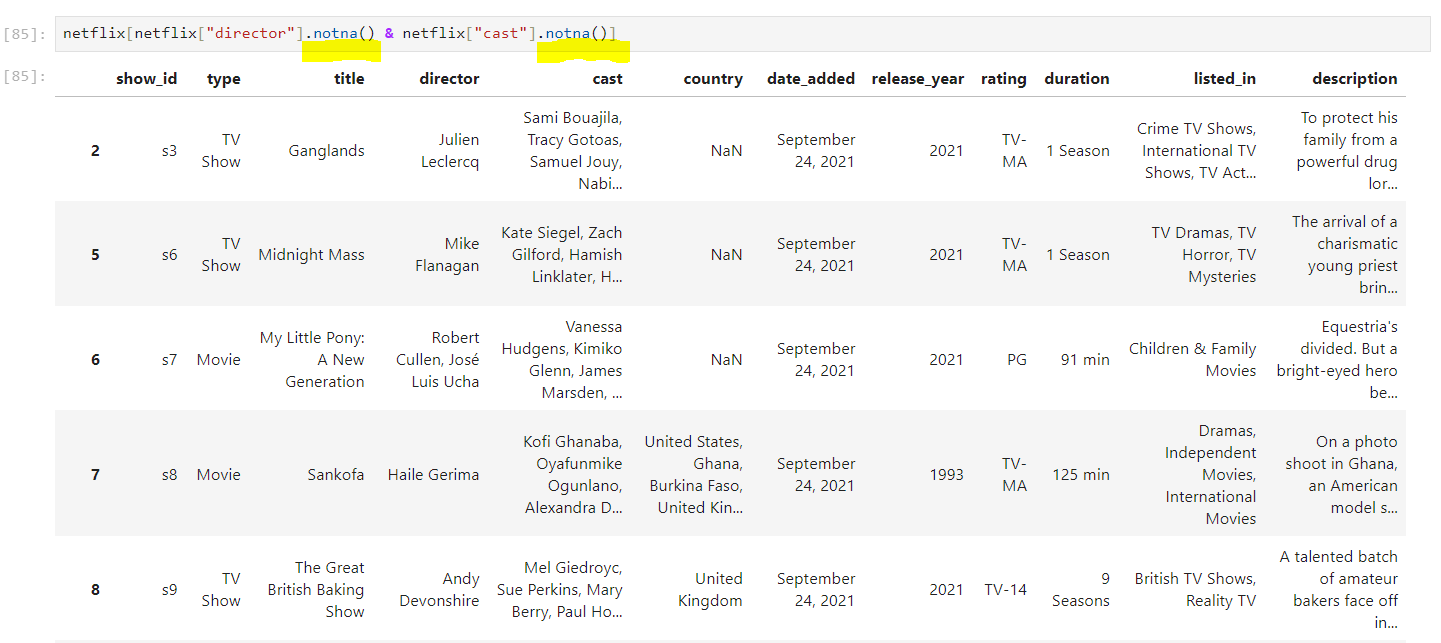 [85]: netflix[netflix["director"].notna() & netflix["cast"].notna()]
[85]:
show_id type title director cast country date_added release_year rating duration listed_in description
2 s3 TV Show Ganglands Julien Leclercq Sami Bouajila, Tracy Gotoas, Samuel Jouy, Nabi... NaN September 24, 2021 2021 TV-MA 1 Season Crime TV Shows, International TV Shows, TV Act... To protect his family from a powerful drug lor...
5 s6 TV Show Midnight Mass Mike Flanagan Kate Siegel, Zach Gilford, Hamish Linklater, H... NaN September 24, 2021 2021 TV-MA 1 Season TV Dramas, TV Horror, TV Mysteries The arrival of a charismatic young priest brin...
6 s7 Movie My Little Pony: A New Generation Robert Cullen, José Luis Ucha Vanessa Hudgens, Kimiko Glenn, James Marsden, ... NaN September 24, 2021 2021 PG 91 min Children & Family Movies Equestria's divided. But a bright-eyed hero be...
7 s8 Movie Sankofa Haile Gerima Kofi Ghanaba, Oyafunmike Ogunlano, Alexandra D... United States, Ghana, Burkina Faso, United Kin... September 24, 2021 1993 TV-MA 125 min Dramas, Independent Movies, International Movies On a photo shoot in Ghana, an American model s...
8 s9 TV Show The Great British Baking Show Andy Devonshire Mel Giedroyc, Sue Perkins, Mary Berry, Paul Ho... United Kingdom September 24, 2021 2021 TV-14 9 Seasons British TV Shows, Reality TV A talented batch of amateur bakers face off in...